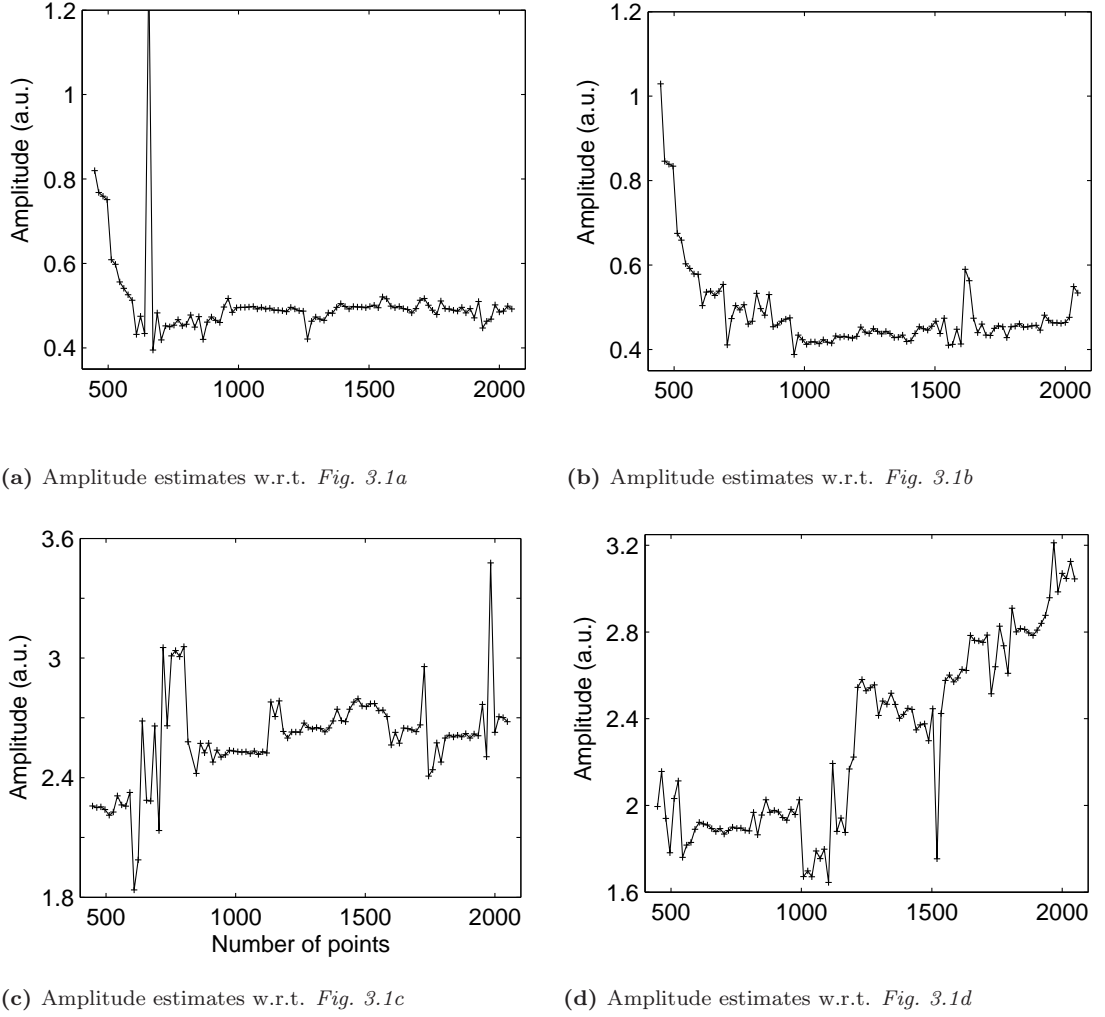 1.2
1
0.8
0.6
0.4
Amplitude (a.u.)
500 1000 1500 2000
(a) Amplitude estimates w.r.t. Fig. 3.1a
1.2
1
0.8
0.6
0.4
Amplitude (a.u.)
500 1000 1500 2000
(b) Amplitude estimates w.r.t. Fig. 3.1b
3.6
3
2.4
1.8
Amplitude (a.u.)
500 1000 1500 2000
Number of points
(c) Amplitude estimates w.r.t. Fig. 3.1c
3.2
2.8
2.4
2
1.6
Amplitude (a.u.)
500 1000 1500 2000
(d) Amplitude estimates w.r.t. Fig. 3.1d